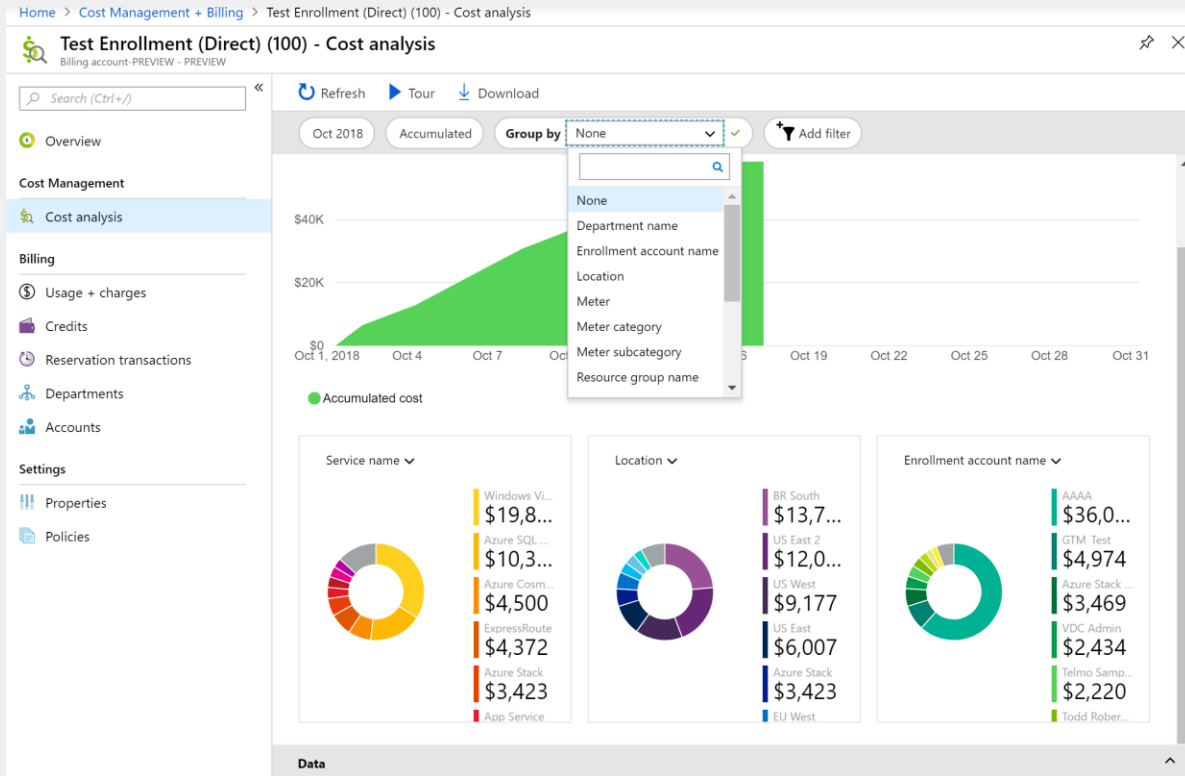 Home > Cost Management + Billing > Test Enrollment (Direct) (100) - Cost analysis
Test Enrollment (Direct) (100) - Cost analysis
Billing account-PREVIEW - PREVIEW
Search (Ctrl+/)
Overview
Cost Management
Cost analysis
Billing
Usage + charges
Credits
Reservation transactions
Departments
Accounts
Settings
Properties
Policies
Refresh Tour Download
Oct 2018 Accumulated Group by None Add filter
None
Department name
Enrollment account name
Location
Meter
Meter category
Meter subcategory
Resource group name
$40K
$20K
$0
Oct 1, 2018 Oct 4 Oct 7 Oct 19 Oct 22 Oct 25 Oct 28 Oct 31
Accumulated cost
Service name
Windows Vi...
$19,8...
Azure SQL ...
$10,3...
Azure Cosm...
$4,500
ExpressRoute
$4,372
Azure Stack
$3,423
App Service
Location
BR South
$13,7...
US East 2
$12,0...
US West
$9,177
US East
$6,007
Azure Stack
$3,423
EU West
Enrollment account name
AAAA
$36,0...
GTM Test
$4,974
Azure Stack ...
$3,469
VDC Admin
$2,434
Telmo Samp...
$2,220
Todd Rober...
Data